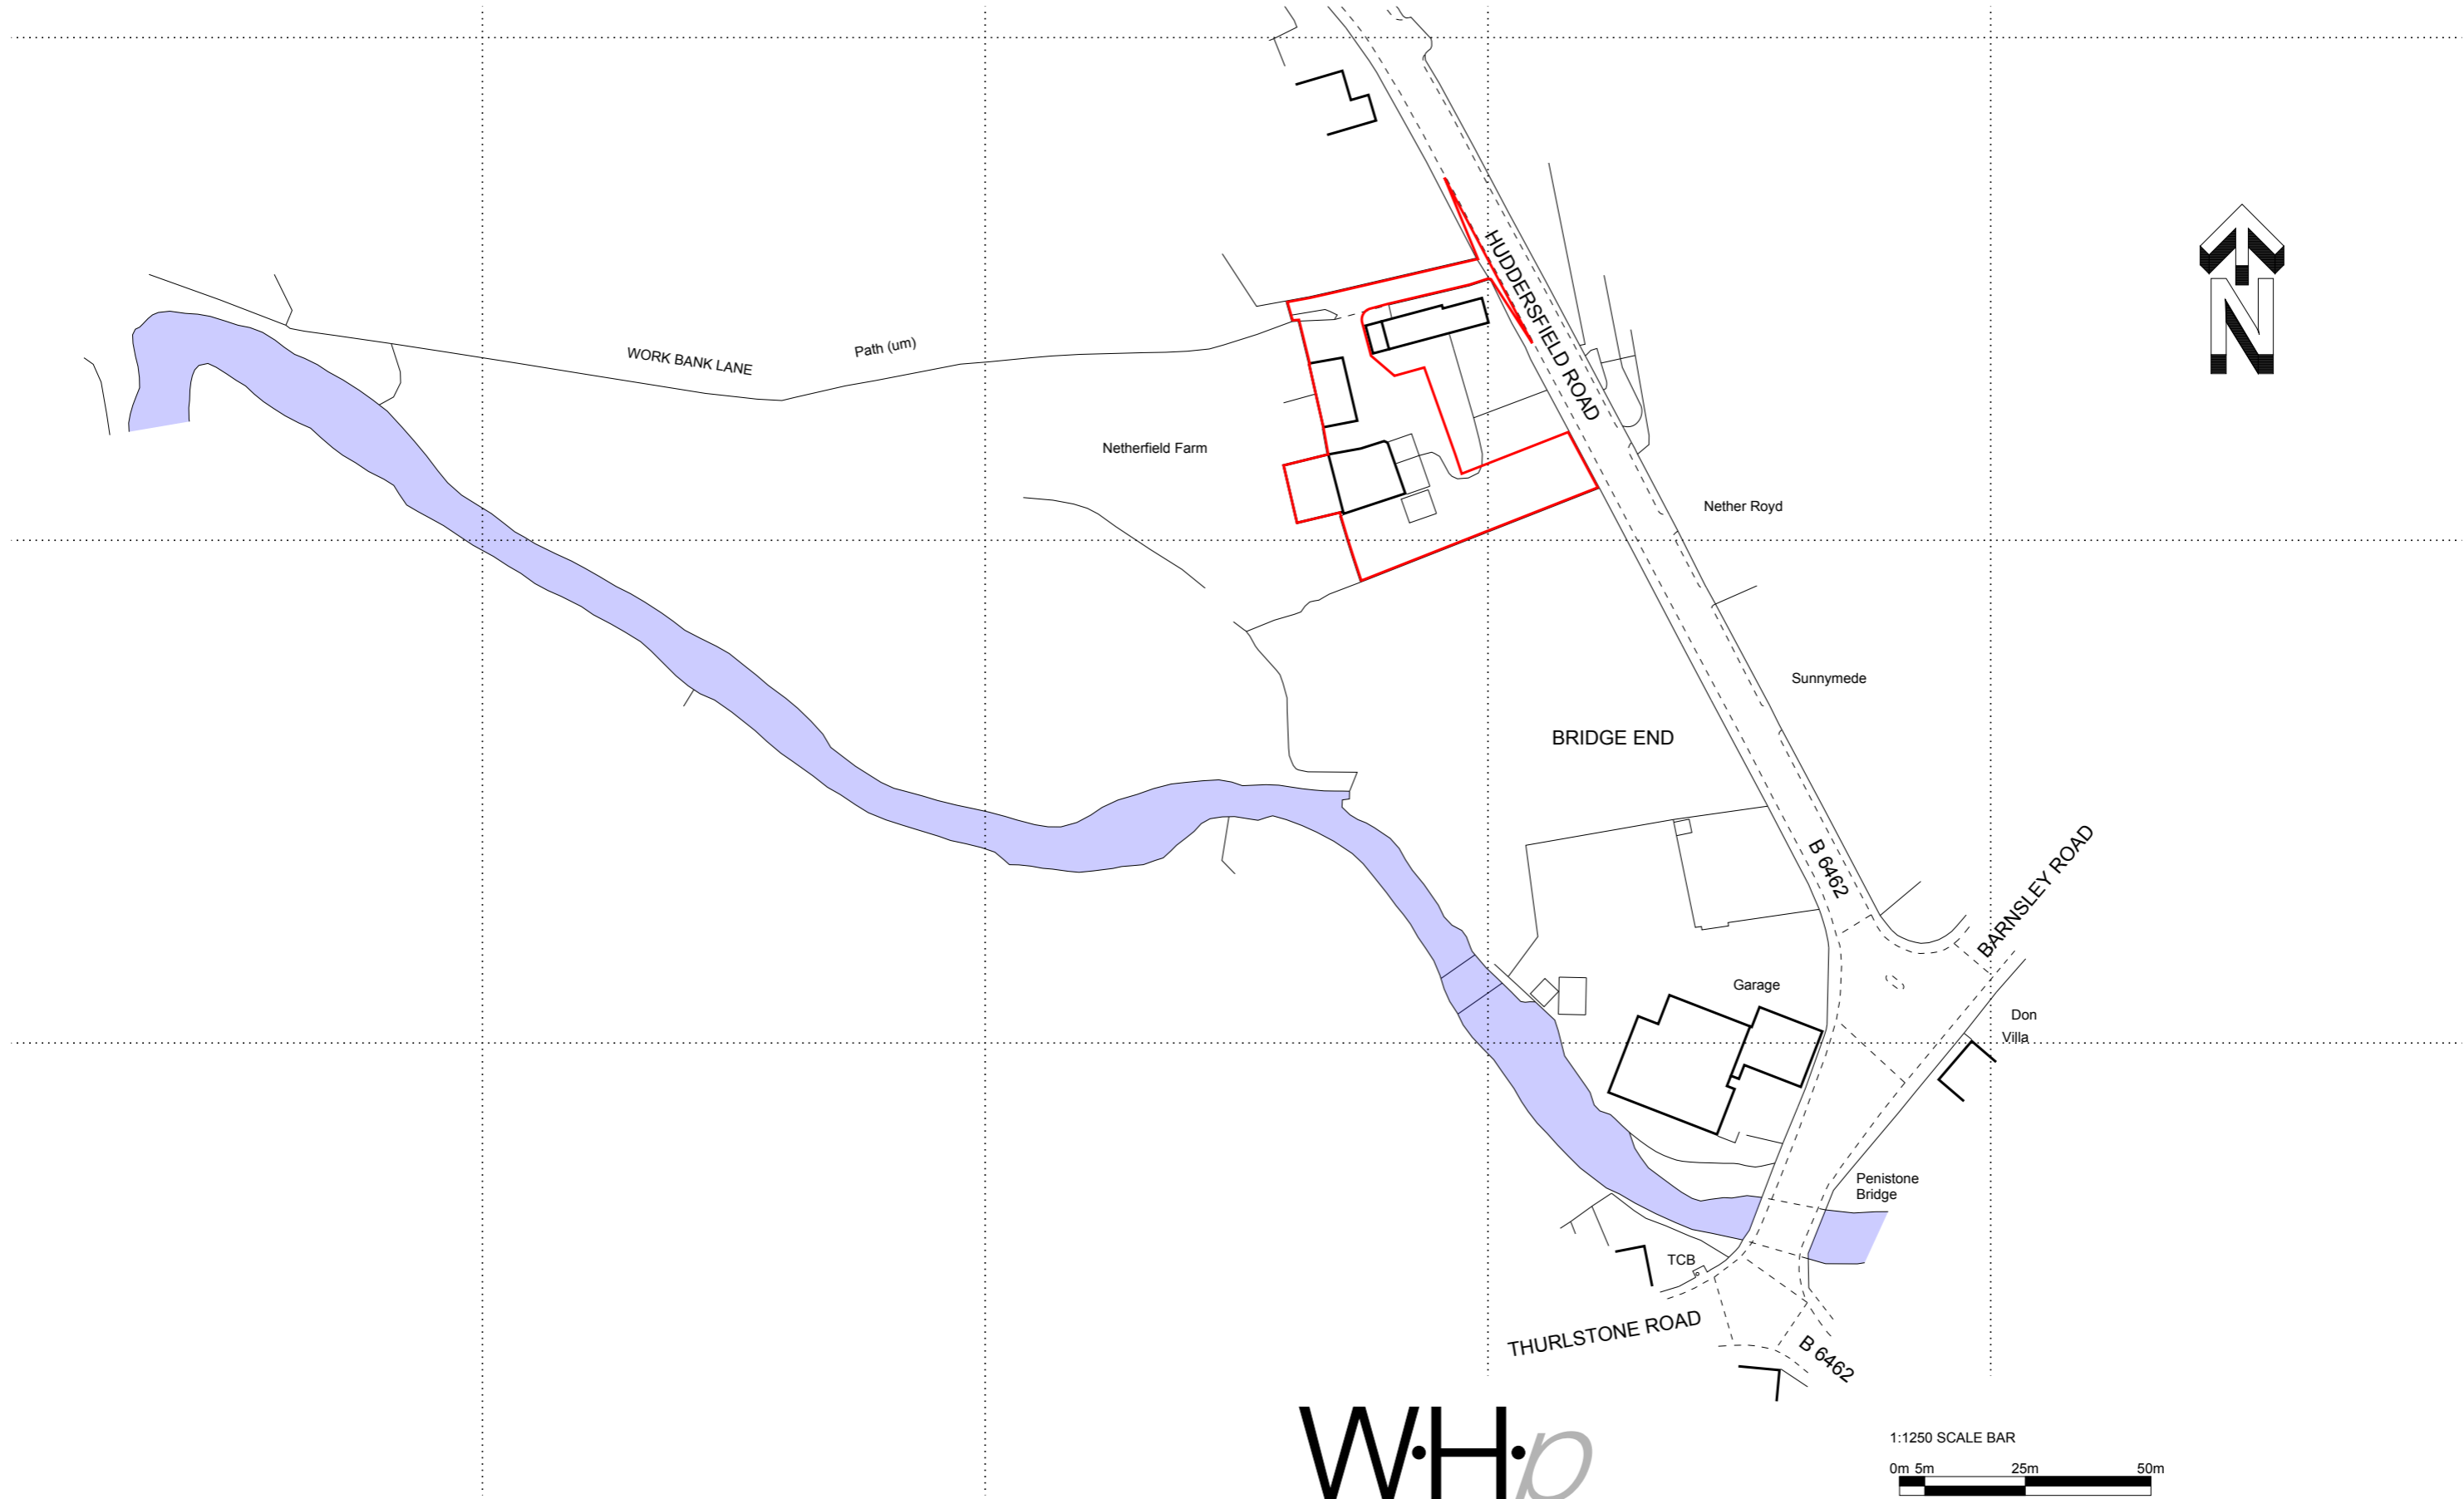 N
HUDDERSFIELD ROAD
WORK BANK LANE
Path (um)
Netherfield Farm
Nether Royd
Sunnymede
BRIDGE END
B 6462
BARNSLEY ROAD
Garage
Don
Villa
Penistone
Bridge
TCB
THURLSTONE ROAD
B 6462
W·H·p
1:1250 SCALE BAR
0m 5m 25m 50m